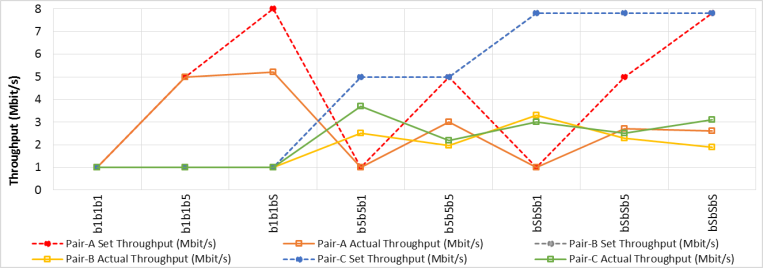 Throughput (Mbit/s)
8
7
6
5
4
3
2
1
0
b1b1b1
b1b1b5
b1b1bS
b5b5b1
b5b5b5
bSbSb1
bSbSb5
bSbSbS
Pair-A Set Throughput (Mbit/s)
Pair-A Actual Throughput (Mbit/s)
Pair-B Set Throughput (Mbit/s)
Pair-B Actual Throughput (Mbit/s)
Pair-C Set Throughput (Mbit/s)
Pair-C Actual Throughput (Mbit/s)